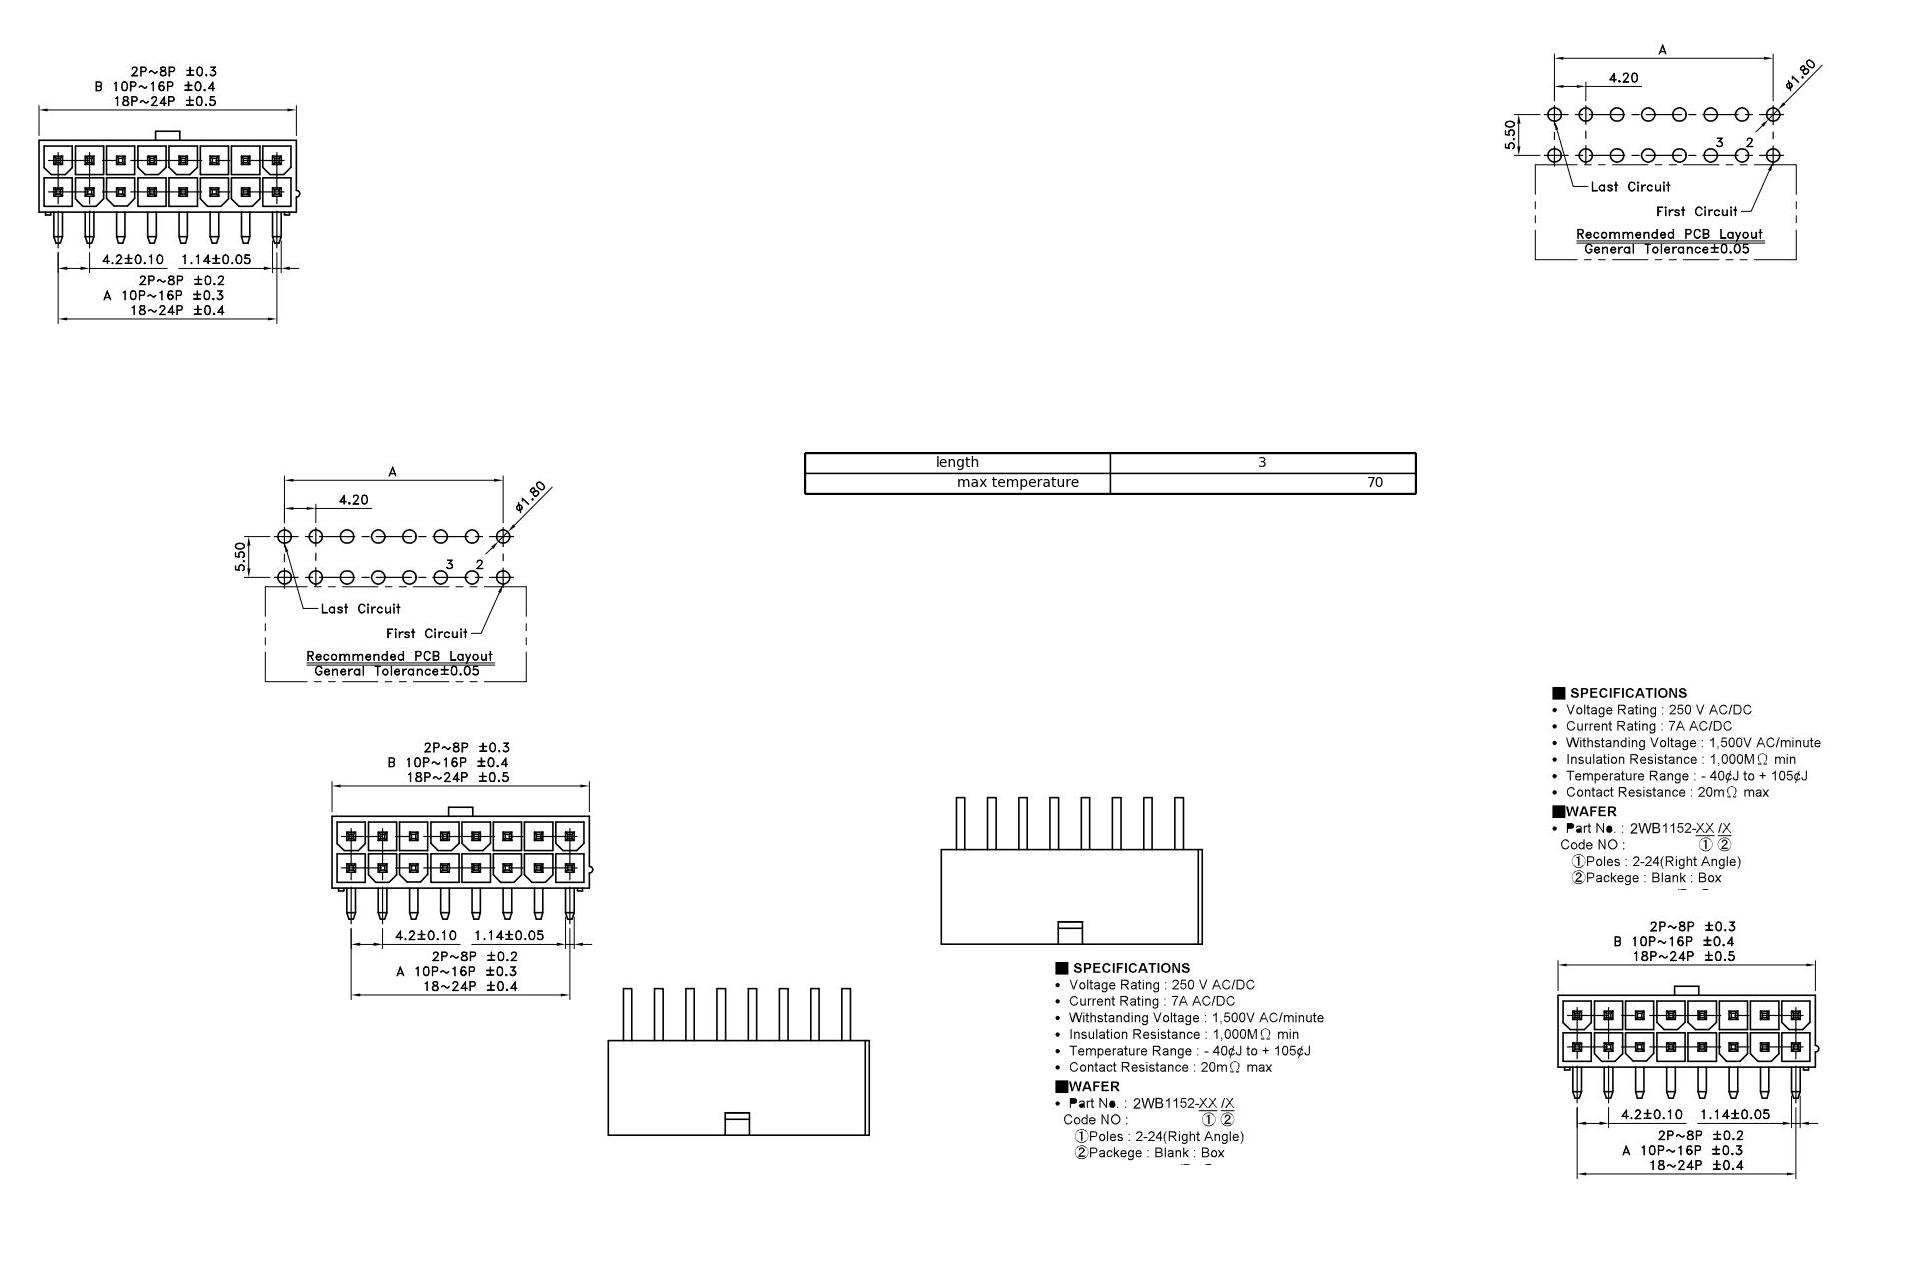 2P~8P ±0.3
B 10P~16P ±0.4
18P~24P ±0.5
4.2±0.10 1.14±0.05
2P~8P ±0.2
A 10P~16P ±0.3
18~24P ±0.4
A
4.20
ø1.80
5.50
3 2
Last Circuit
First Circuit
Recommended PCB Layout
General Tolerance±0.05
length 3
max temperature 70
A
4.20
ø1.80
5.50
3 2
Last Circuit
First Circuit
Recommended PCB Layout
General Tolerance±0.05
2P~8P ±0.3
B 10P~16P ±0.4
18P~24P ±0.5
4.2±0.10 1.14±0.05
2P~8P ±0.2
A 10P~16P ±0.3
18~24P ±0.4
■ SPECIFICATIONS
• Voltage Rating : 250 V AC/DC
• Current Rating : 7A AC/DC
• Withstanding Voltage : 1,500V AC/minute
• Insulation Resistance : 1,000MΩ min
• Temperature Range : - 40¢J to + 105¢J
• Contact Resistance : 20mΩ max
■WAFER
• Part No. : 2WB1152-XX /X
Code NO : ① ②
①Poles : 2-24(Right Angle)
②Packege : Blank : Box
■ SPECIFICATIONS
• Voltage Rating : 250 V AC/DC
• Current Rating : 7A AC/DC
• Withstanding Voltage : 1,500V AC/minute
• Insulation Resistance : 1,000MΩ min
• Temperature Range : - 40¢J to + 105¢J
• Contact Resistance : 20mΩ max
■WAFER
• Part No. : 2WB1152-XX /X
Code NO : ① ②
①Poles : 2-24(Right Angle)
②Packege : Blank : Box
2P~8P ±0.3
B 10P~16P ±0.4
18P~24P ±0.5
4.2±0.10 1.14±0.05
2P~8P ±0.2
A 10P~16P ±0.3
18~24P ±0.4